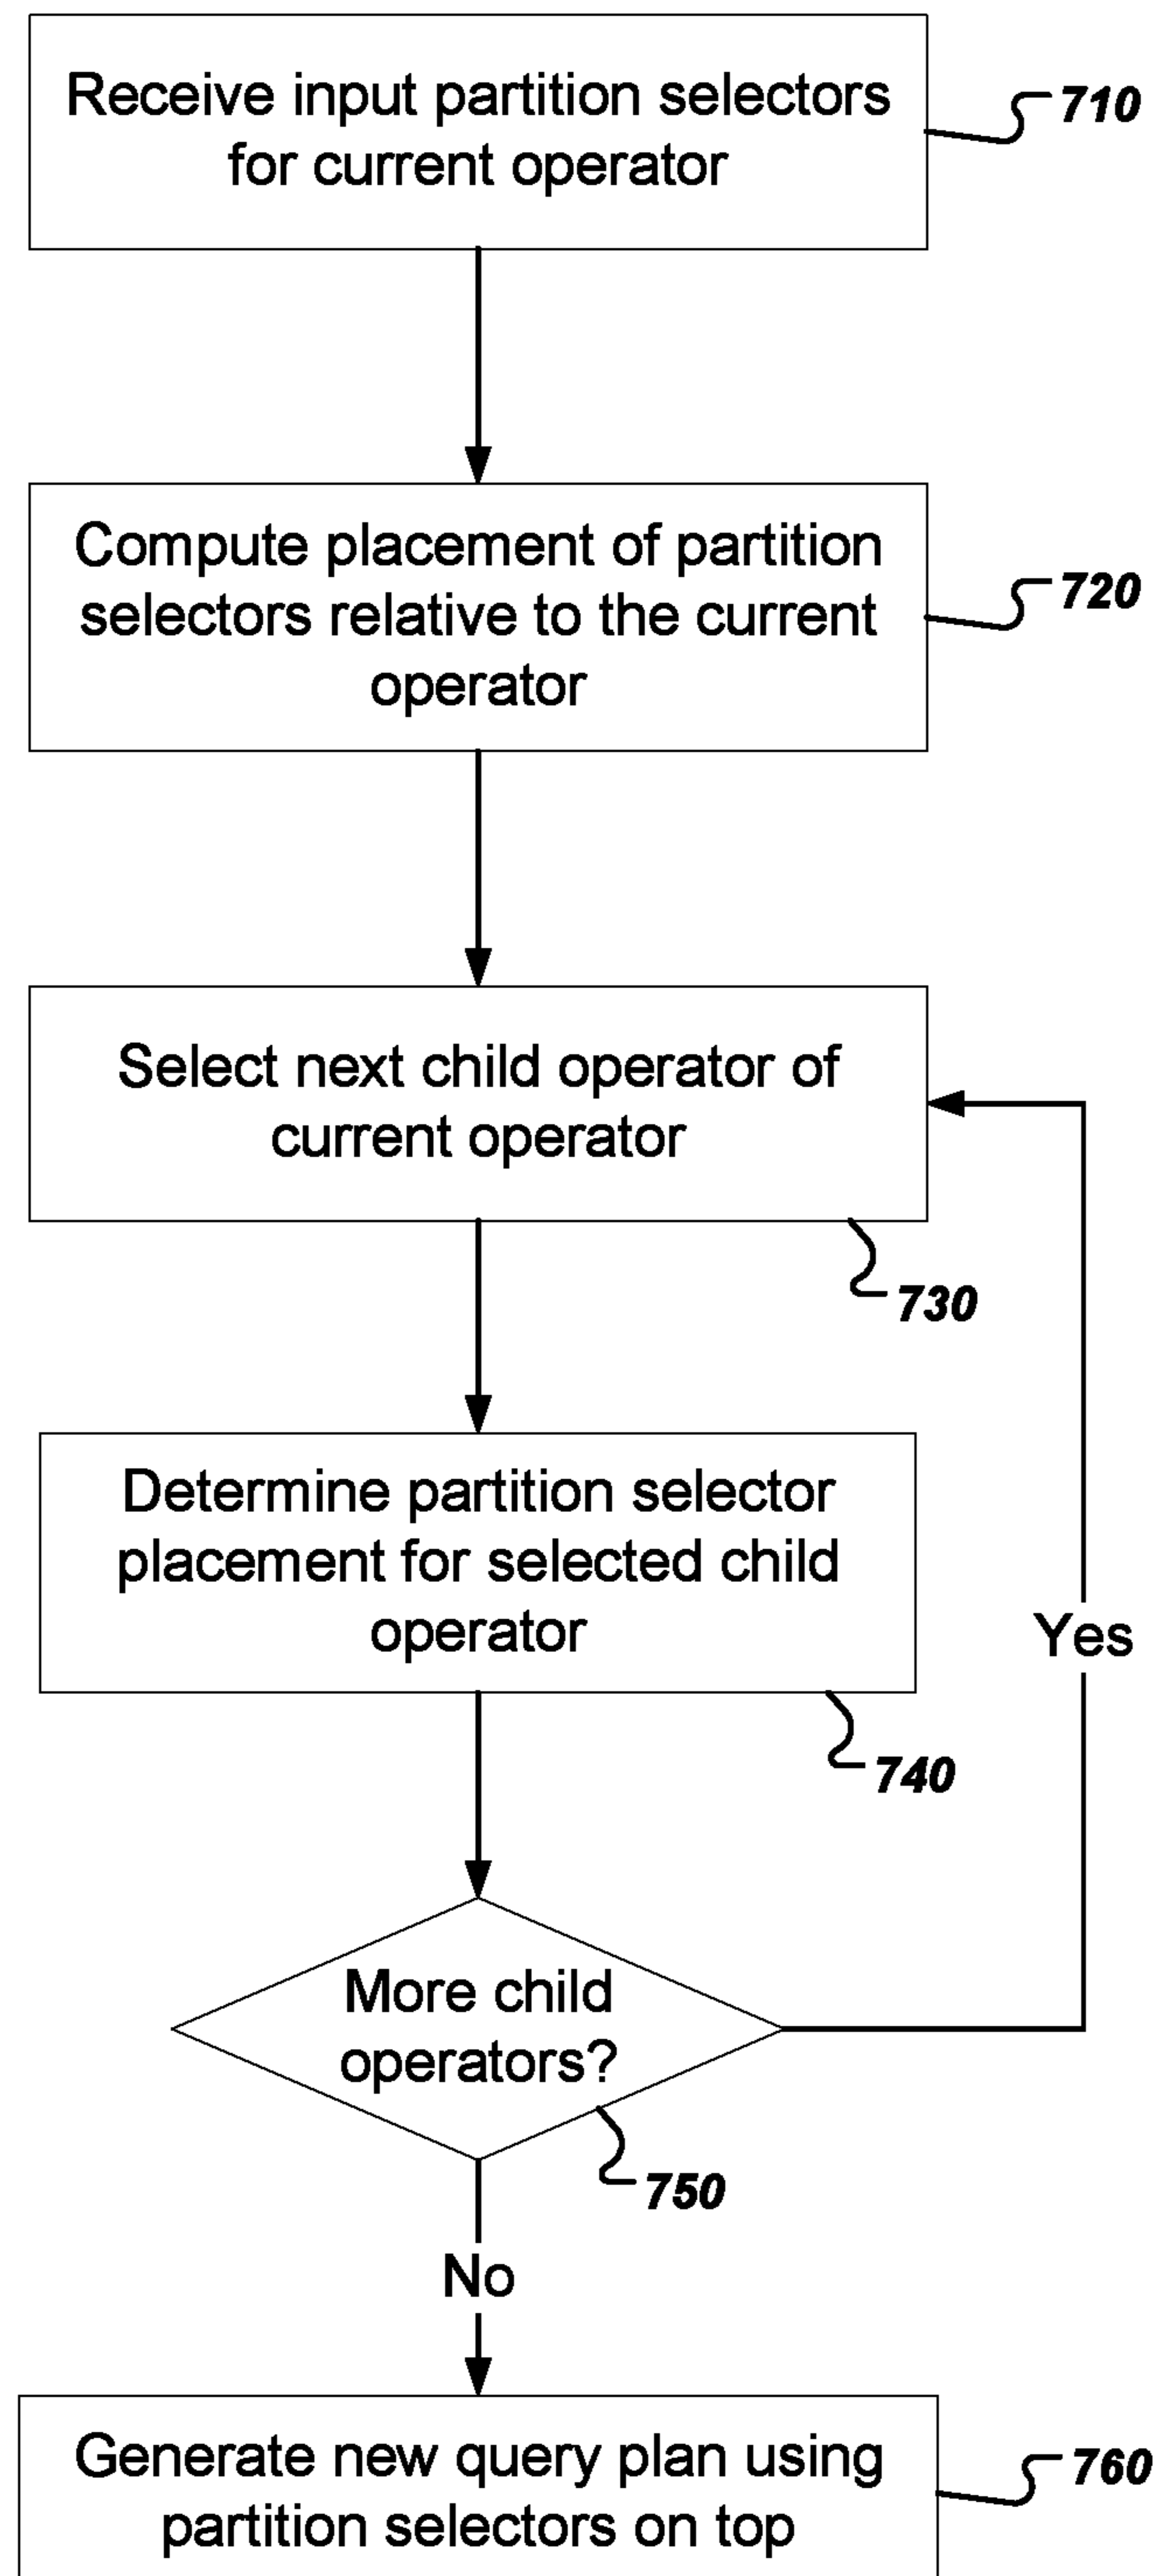 Receive input partition selectors
for current operator
710
Compute placement of partition
selectors relative to the current
operator
720
Select next child operator of
current operator
730
Determine partition selector
placement for selected child
operator
740
Yes
More child
operators?
750
No
Generate new query plan using
partition selectors on top
760